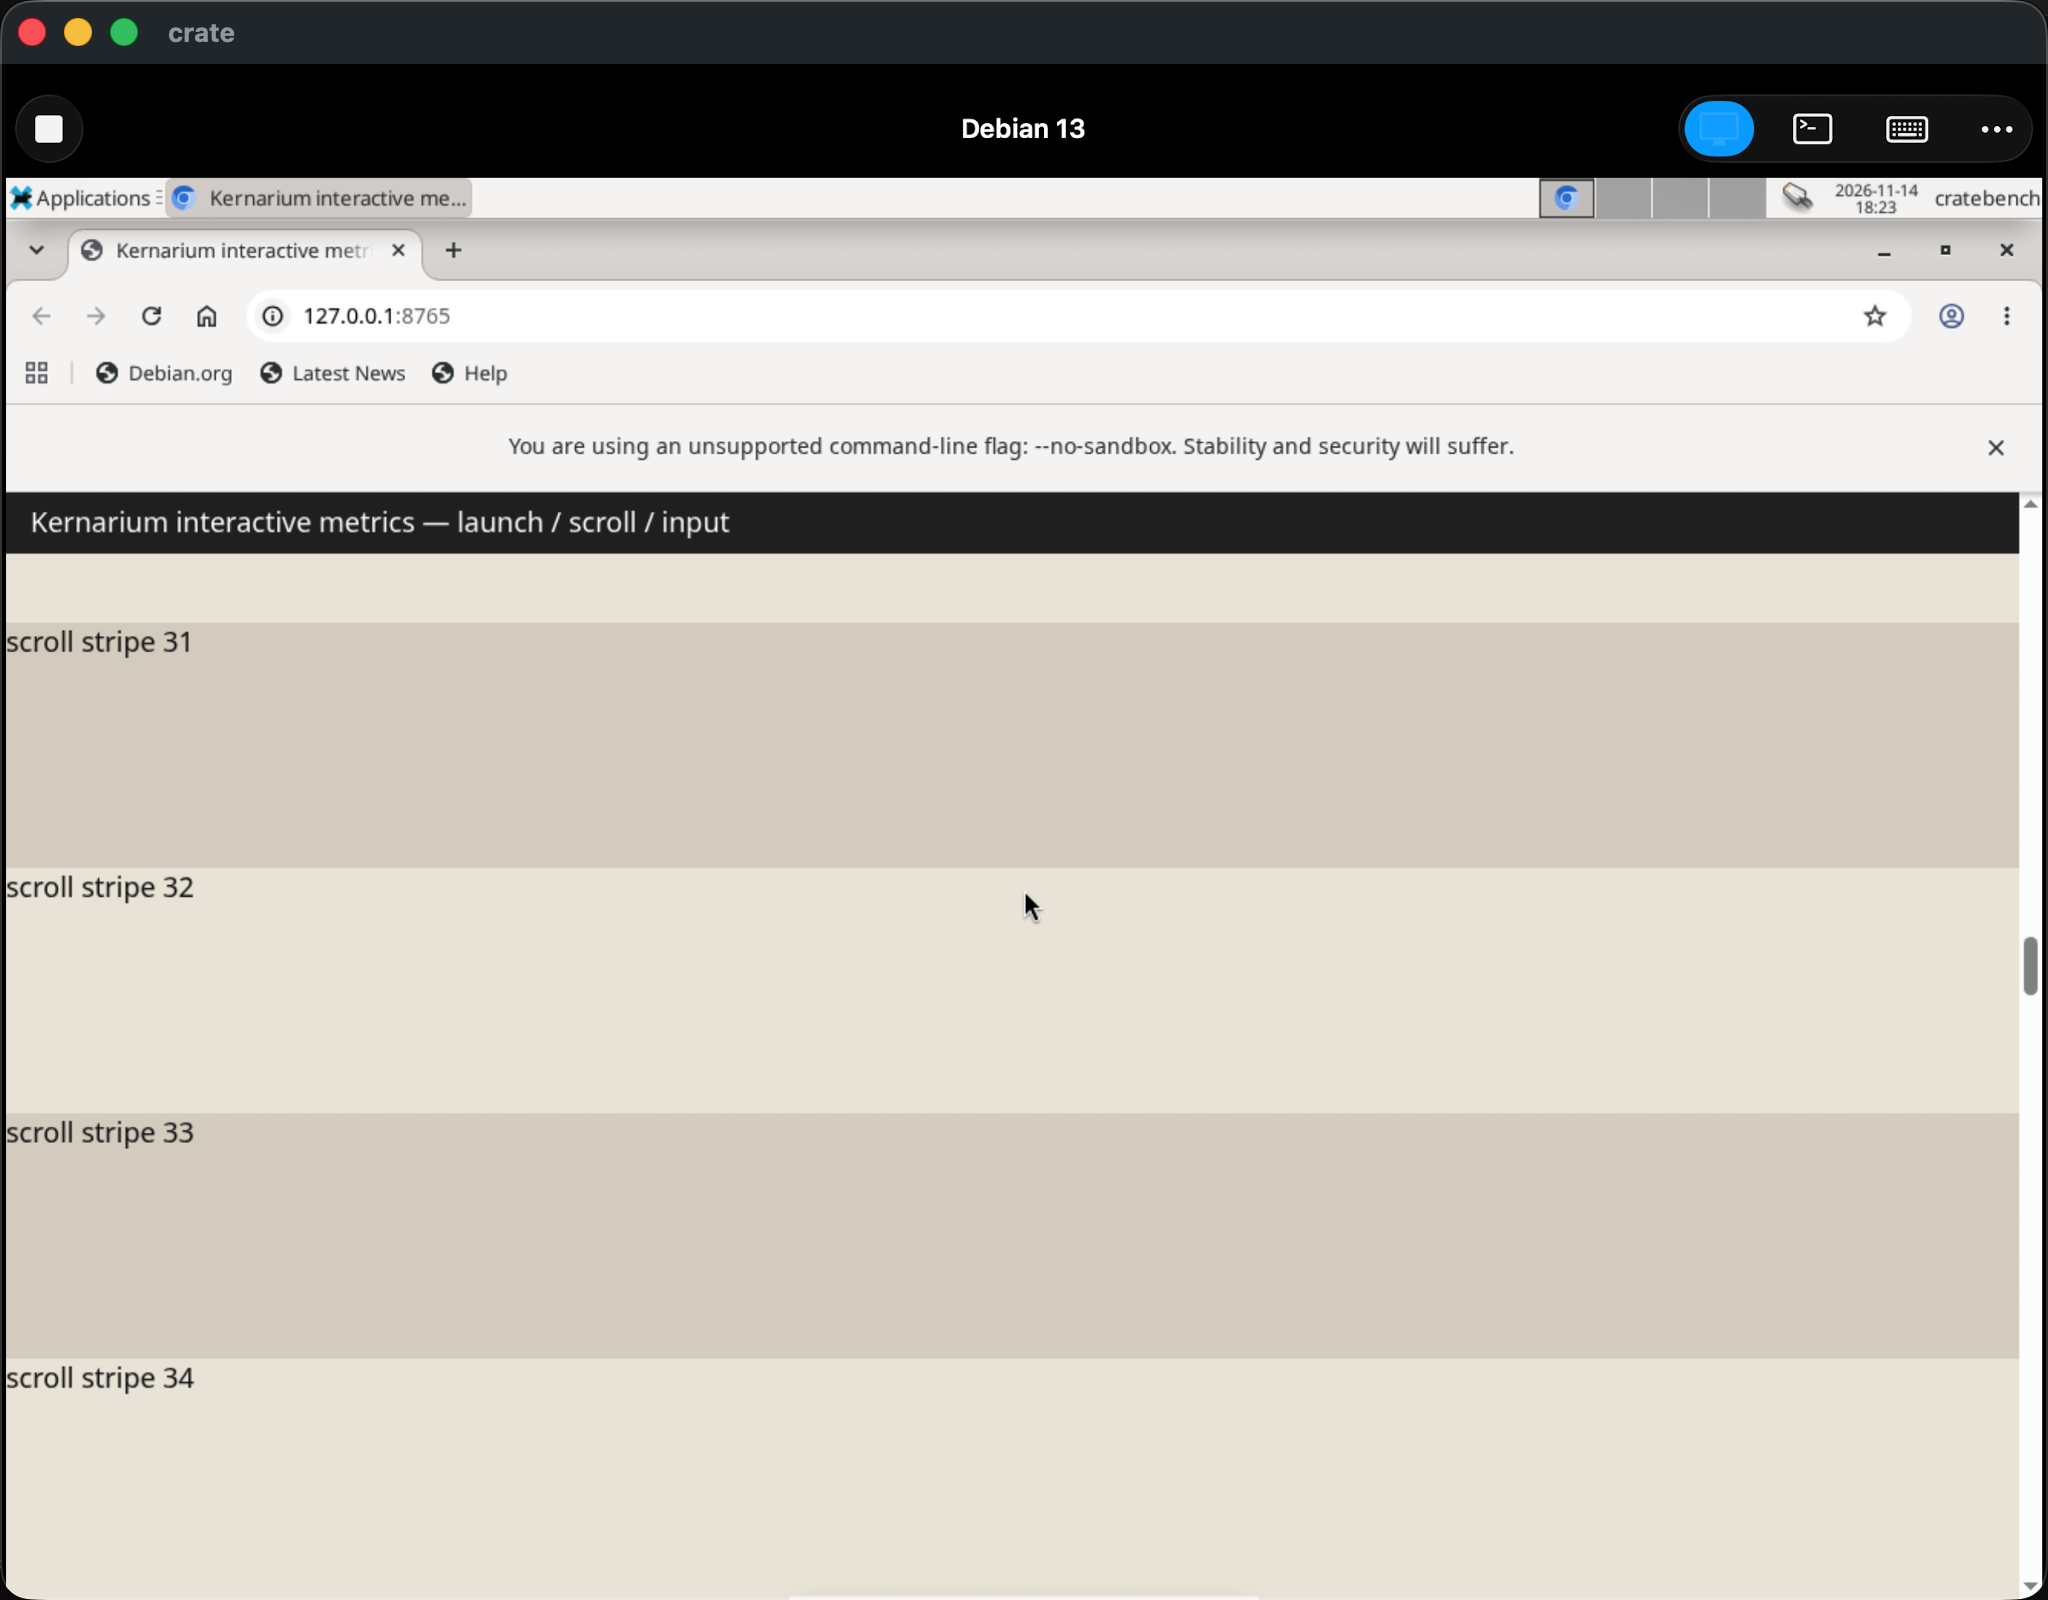 crate
Debian 13
Applications
Kernarium interactive me...
2026-11-14
18:23
cratebench
Kernarium interactive metr
127.0.0.1:8765
Debian.org
Latest News
Help
You are using an unsupported command-line flag: --no-sandbox. Stability and security will suffer.
Kernarium interactive metrics — launch / scroll / input
scroll stripe 31
scroll stripe 32
scroll stripe 33
scroll stripe 34